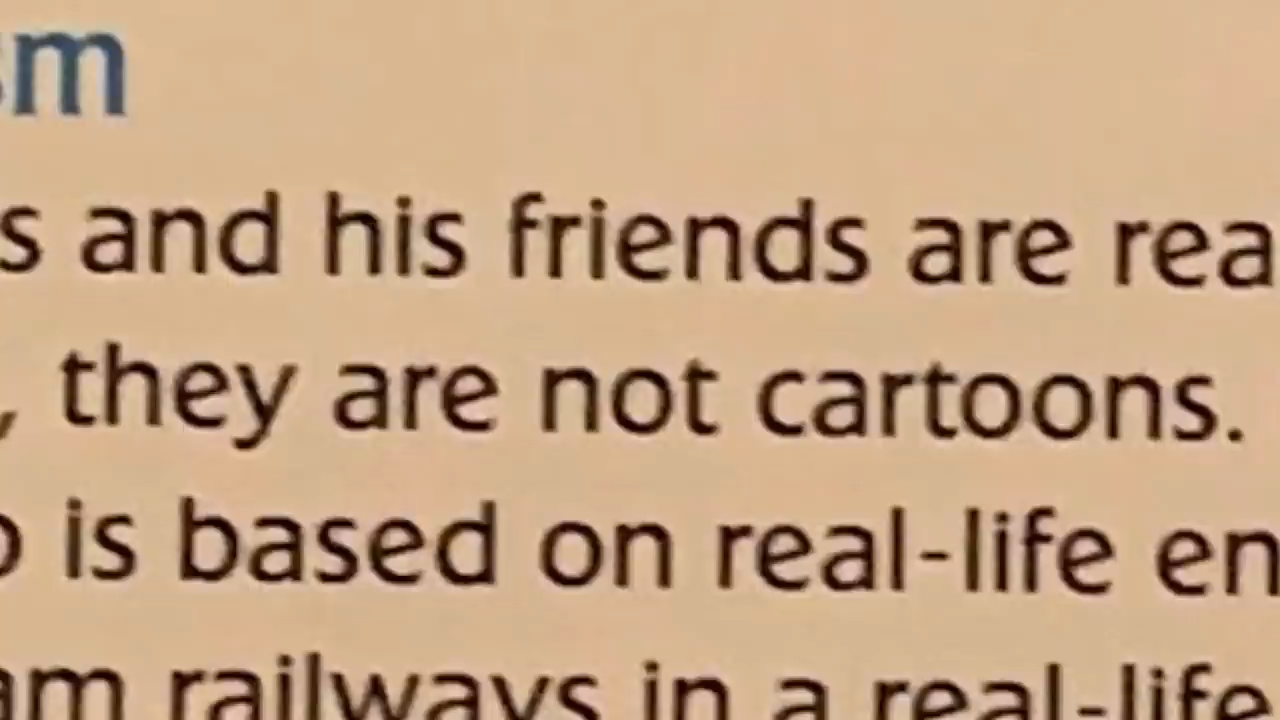 sm
s and his friends are rea
, they are not cartoons.
o is based on real-life en
am railways in a real-life